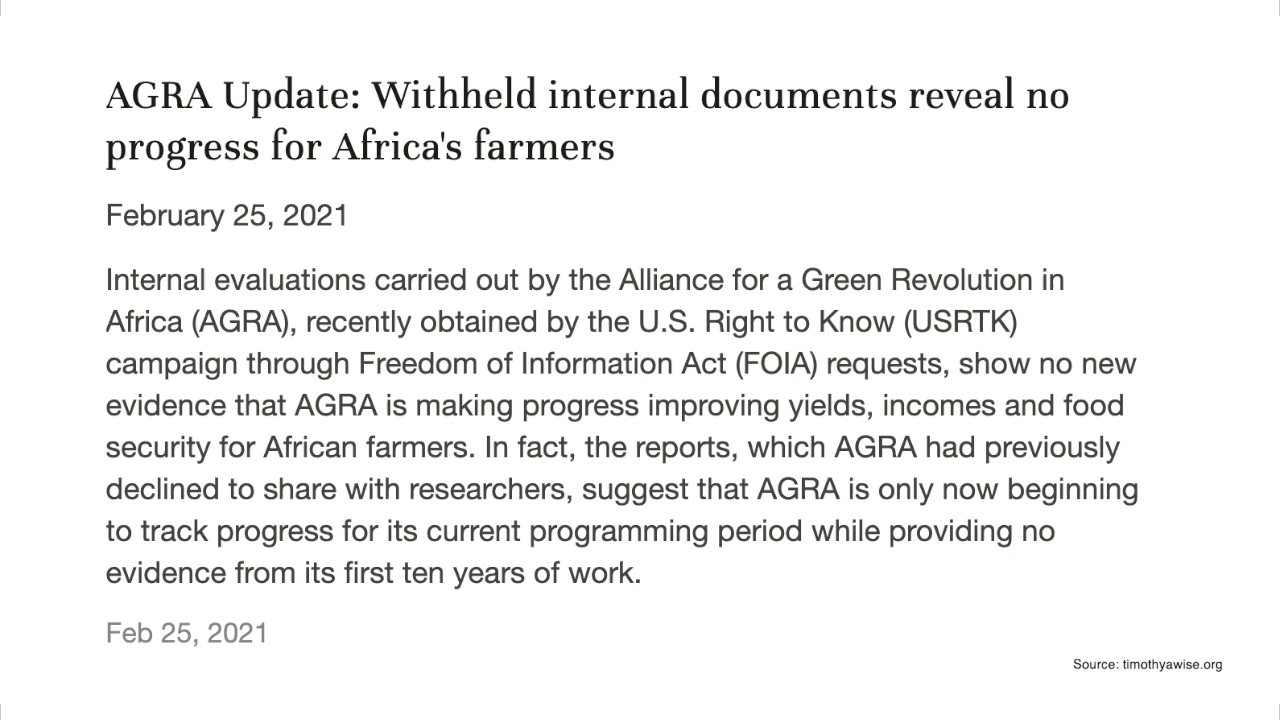 AGRA Update: Withheld internal documents reveal no
progress for Africa's farmers
February 25, 2021
Internal evaluations carried out by the Alliance for a Green Revolution in
Africa (AGRA), recently obtained by the U.S. Right to Know (USRTK)
campaign through Freedom of Information Act (FOIA) requests, show no new
evidence that AGRA is making progress improving yields, incomes and food
security for African farmers. In fact, the reports, which AGRA had previously
declined to share with researchers, suggest that AGRA is only now beginning
to track progress for its current programming period while providing no
evidence from its first ten years of work.
Feb 25, 2021
Source: timothyawise.org